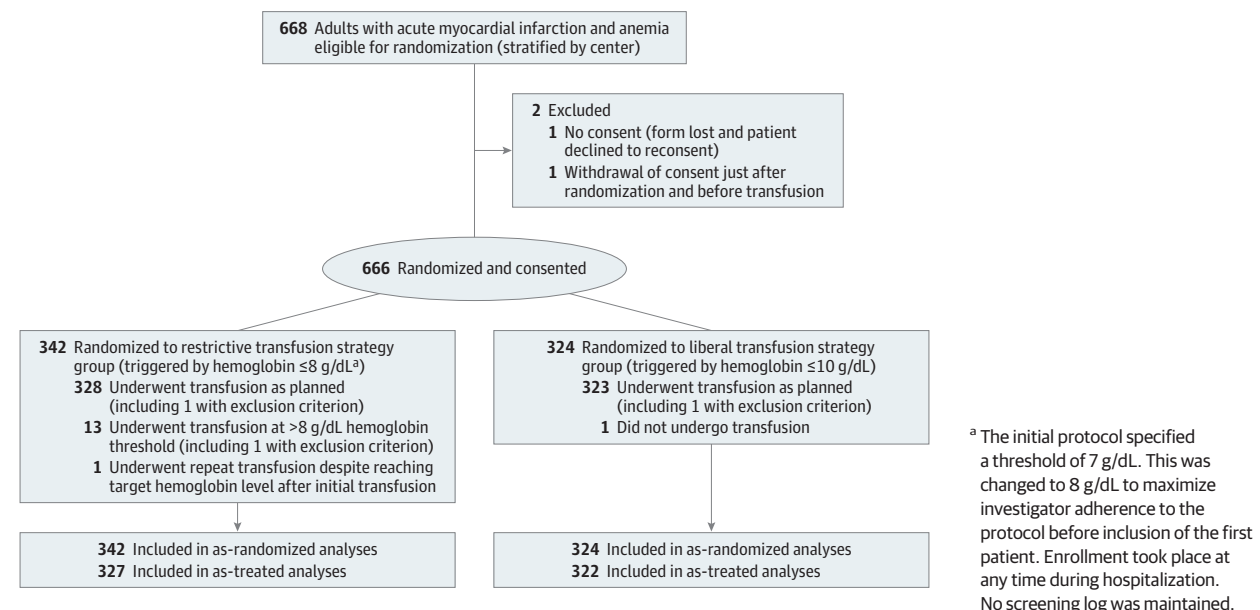 668 Adults with acute myocardial infarction and anemia
eligible for randomization (stratified by center)
2 Excluded
1 No consent (form lost and patient
declined to reconsent)
1 Withdrawal of consent just after
randomization and before transfusion
666 Randomized and consented
342 Randomized to restrictive transfusion strategy
group (triggered by hemoglobin ≤8 g/dLa)
328 Underwent transfusion as planned
(including 1 with exclusion criterion)
13 Underwent transfusion at >8 g/dL hemoglobin
threshold (including 1 with exclusion criterion)
1 Underwent repeat transfusion despite reaching
target hemoglobin level after initial transfusion
324 Randomized to liberal transfusion strategy
group (triggered by hemoglobin ≤10 g/dL)
323 Underwent transfusion as planned
(including 1 with exclusion criterion)
1 Did not undergo transfusion
342 Included in as-randomized analyses
327 Included in as-treated analyses
324 Included in as-randomized analyses
322 Included in as-treated analyses
a The initial protocol specified
a threshold of 7 g/dL. This was
changed to 8 g/dL to maximize
investigator adherence to the
protocol before inclusion of the first
patient. Enrollment took place at
any time during hospitalization.
No screening log was maintained.